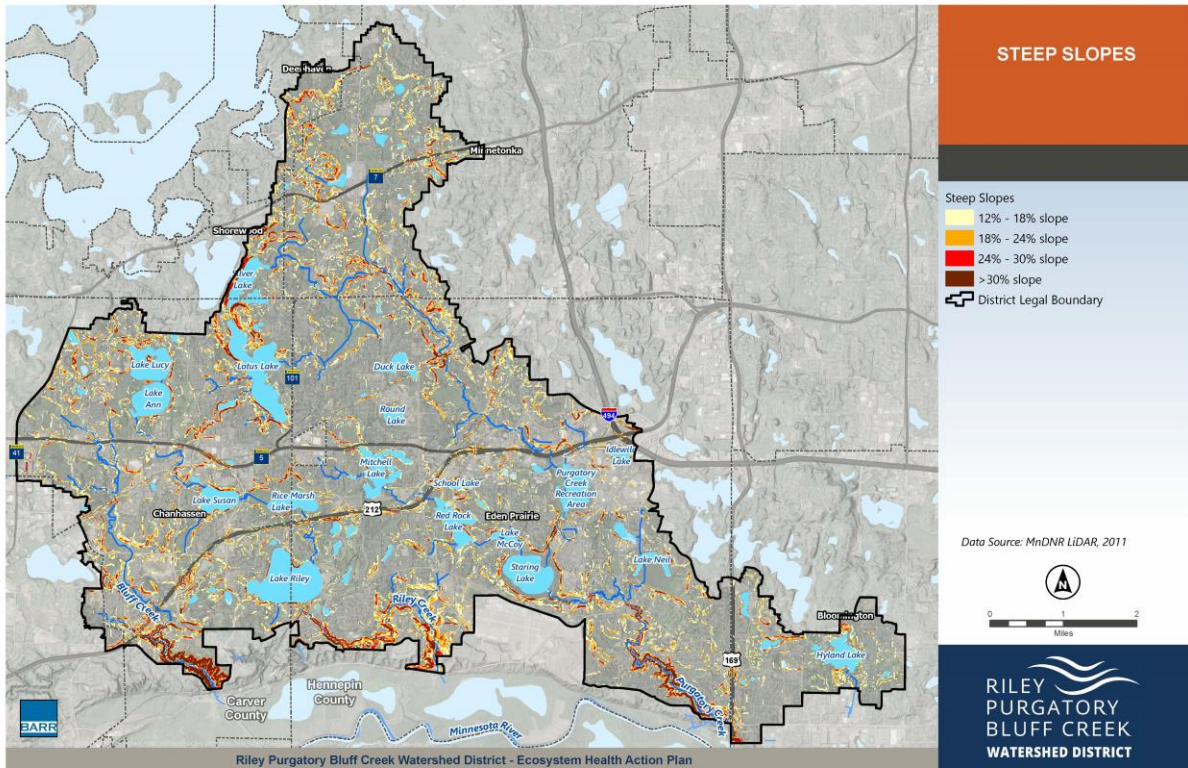 STEEP SLOPES
Steep Slopes
12% - 18% slope
18% - 24% slope
24% - 30% slope
>30% slope
District Legal Boundary
Data Source: MnDNR LiDAR, 2011
N
0 1 2
Miles
RILEY
PURGATORY
BLUFF CREEK
WATERSHED DISTRICT
Deephaven
Minnetonka
7
Shorewood
Silver
Lake
Lake Lucy
Lotus Lake
Duck Lake
101
Lake
Ann
Round
Lake
494
41
5
Idlewild
Lake
Mitchell
Lake
School Lake
Purgatory
Creek
Recreation
Area
Lake Susan
Rice Marsh
Lake
Chanhassen
212
Red Rock
Lake
Eden Prairie
Lake
McCoy
Lake Riley
Staring
Lake
Lake Neil
Bluff Creek
Riley Creek
Bloomington
Hyland Lake
169
Purgatory Creek
Hennepin
County
Carver
County
Minnesota River
BARR
Riley Purgatory Bluff Creek Watershed District - Ecosystem Health Action Plan